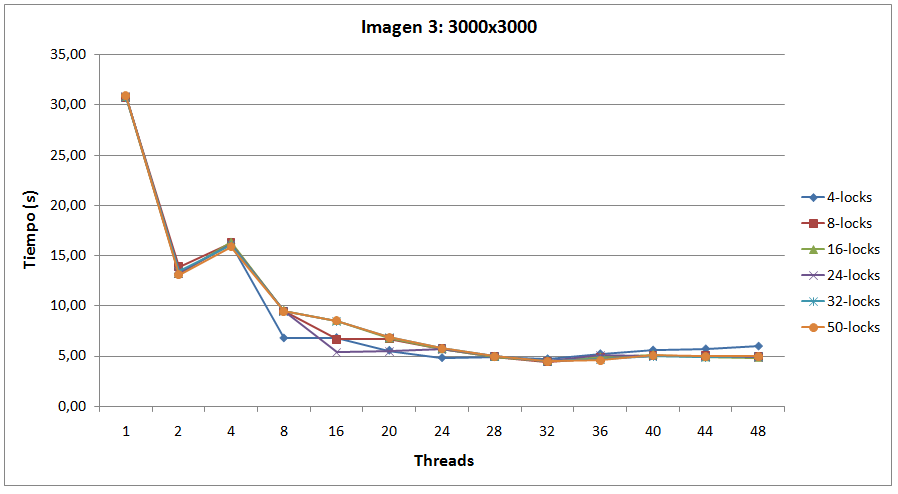 Imagen 3: 3000x3000
35,00
30,00
25,00
20,00
15,00
10,00
5,00
0,00
Tiempo (s)
1 2 4 8 16 20 24 28 32 36 40 44 48
Threads
4-locks
8-locks
16-locks
24-locks
32-locks
50-locks